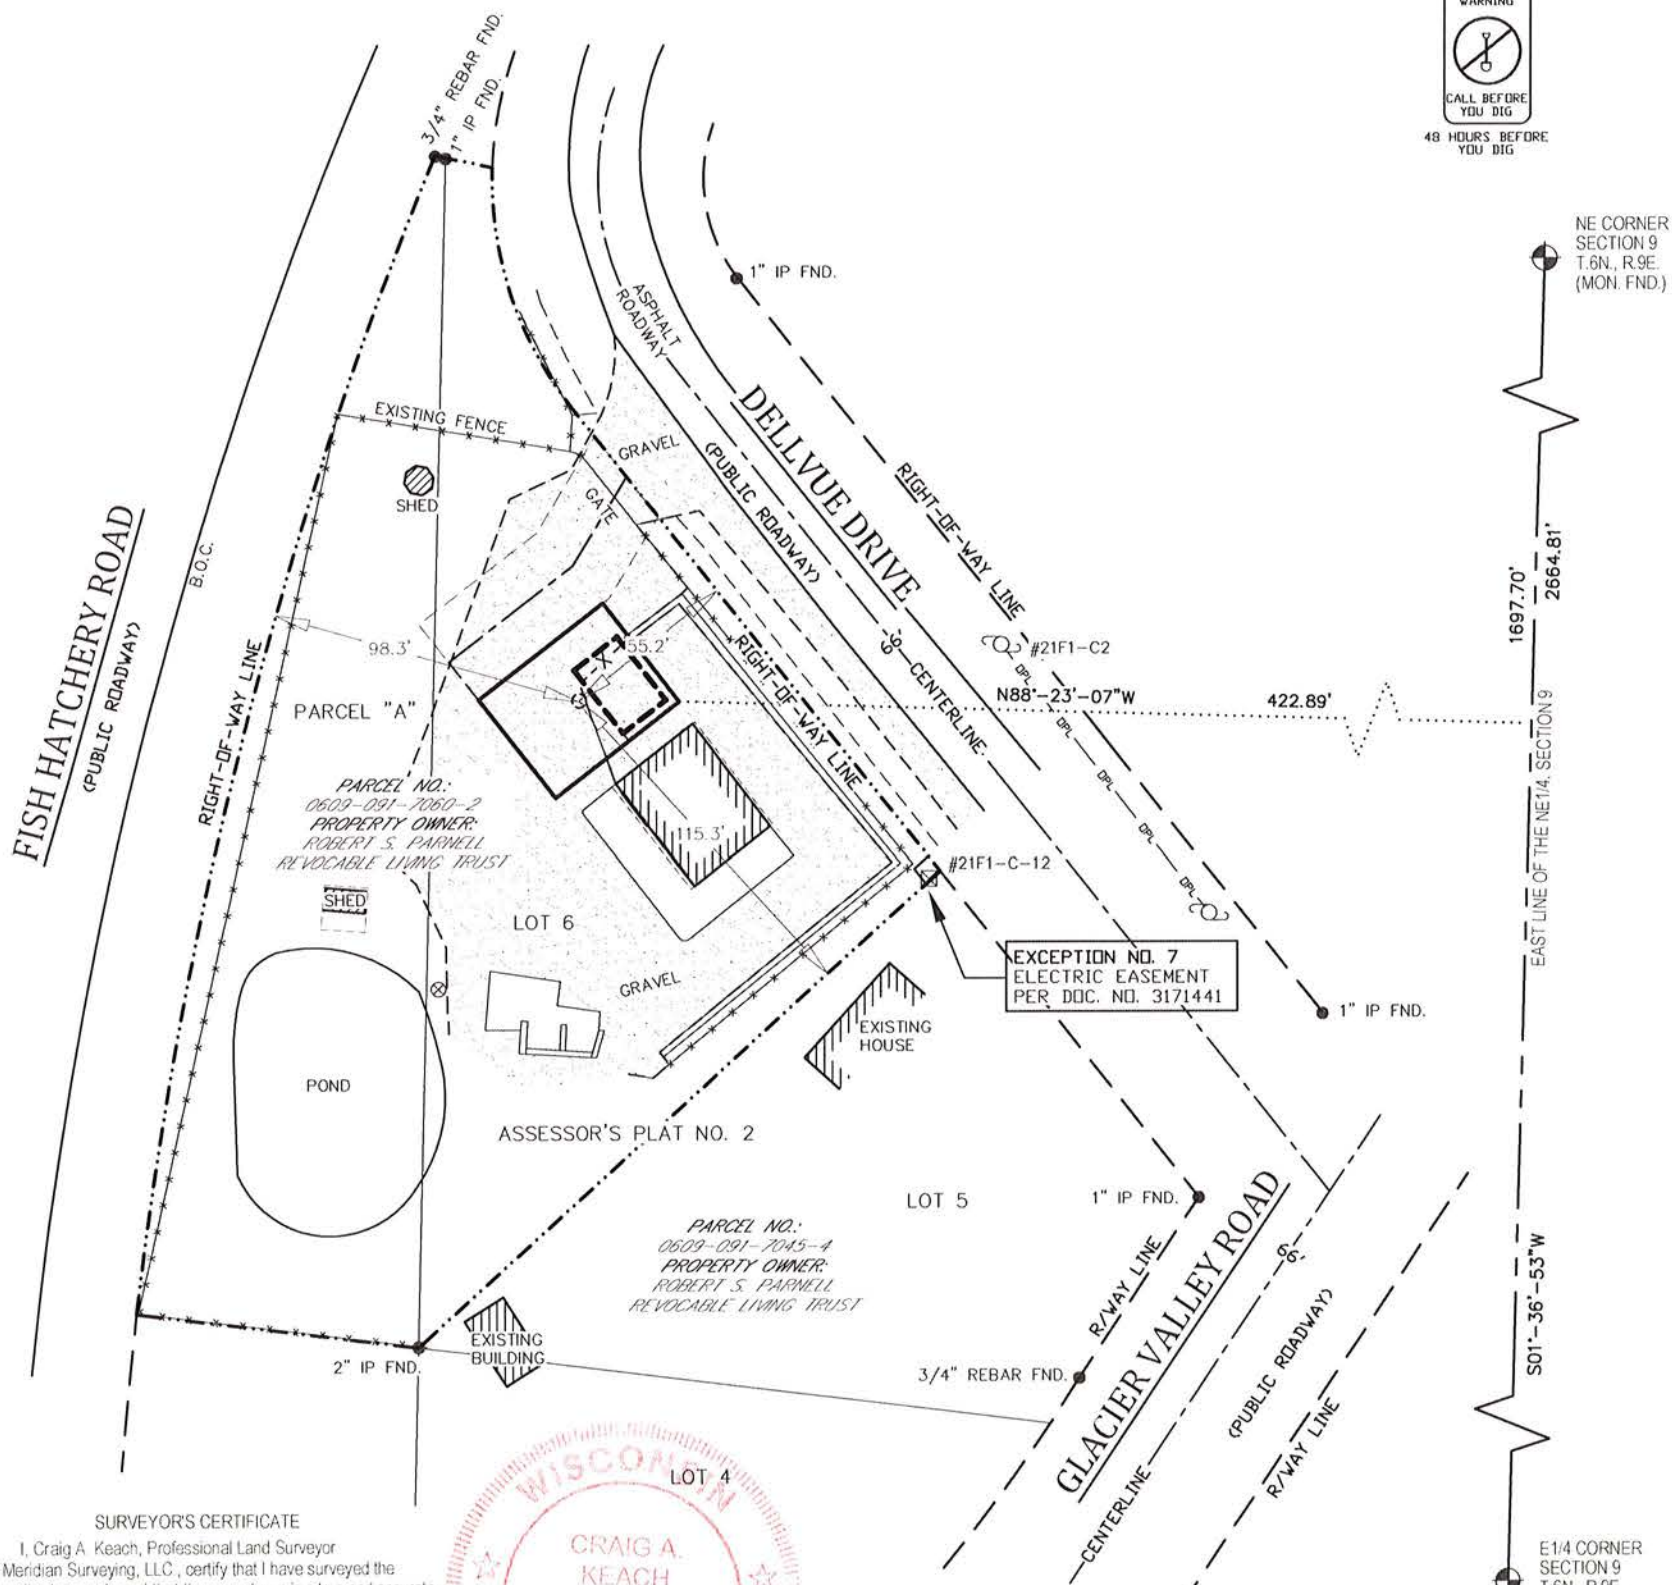 WARNING
CALL BEFORE
YOU DIG
48 HOURS BEFORE
YOU DIG
3/4" REBAR FND.
1" IP FND.
NE CORNER
SECTION 9
T.6N., R.9E.
(MON. FND.)
1" IP FND.
ASPHALT
ROADWAY
DELLVUE DRIVE
(PUBLIC ROADWAY)
RIGHT-OF-WAY LINE
EXISTING FENCE
GRAVEL
GATE
SHED
FISH HATCHERY ROAD
(PUBLIC ROADWAY)
B.O.C.
RIGHT-OF-WAY LINE
98.3'
55.2'
X
RIGHT-OF-WAY LINE
66'
CENTERLINE
#21F1-C2
OPL
OPL
OPL
OPL
OPL
N88°-23'-07"W
422.89'
1697.70'
2664.81'
EAST LINE OF THE NE1/4, SECTION 9
S01°-36'-53"W
PARCEL "A"
PARCEL NO.:
0609-091-7060-2
PROPERTY OWNER:
ROBERT S. PARNELL
REVOCABLE LIVING TRUST
115.3'
#21F1-C-12
SHED
LOT 6
GRAVEL
EXCEPTION NO. 7
ELECTRIC EASEMENT
PER DOC. NO. 3171441
1" IP FND.
EXISTING
HOUSE
POND
ASSESSOR'S PLAT NO. 2
LOT 5
1" IP FND.
PARCEL NO.:
0609-091-7045-4
PROPERTY OWNER:
ROBERT S. PARNELL
REVOCABLE LIVING TRUST
EXISTING
BUILDING
2" IP FND.
3/4" REBAR FND.
R/WAY LINE
GLACIER VALLEY ROAD
66'
(PUBLIC ROADWAY)
CENTERLINE
R/WAY LINE
LOT 4
WISCONSIN
CRAIG A.
KEACH
SURVEYOR'S CERTIFICATE
I, Craig A. Keach, Professional Land Surveyor
Meridian Surveying, LLC., certify that I have surveyed the
E1/4 CORNER
SECTION 9